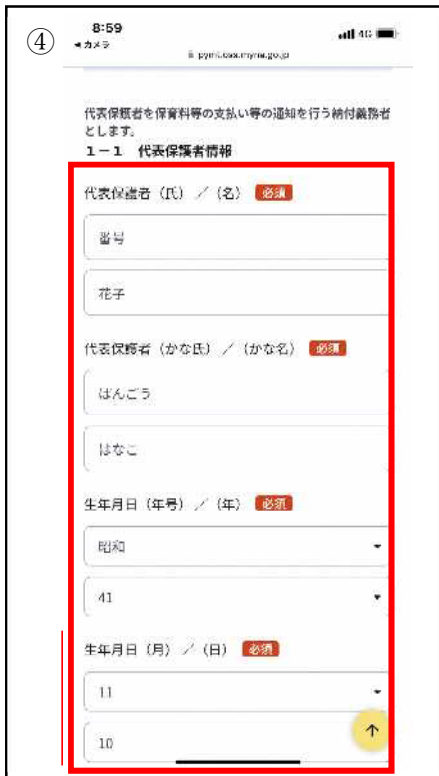 ④
8:59
4G
◀カメラ
代表保護者を保育料等の支払い等の通知を行う納付義務者
とします。
1－1 代表保護者情報
代表保護者（氏）／（名） 必須
番号
花子
代表保護者（かな氏）／（かな名） 必須
ばんごう
はなこ
生年月日（年号）／（年） 必須
昭和
41
生年月日（月）／（日） 必須
11
10